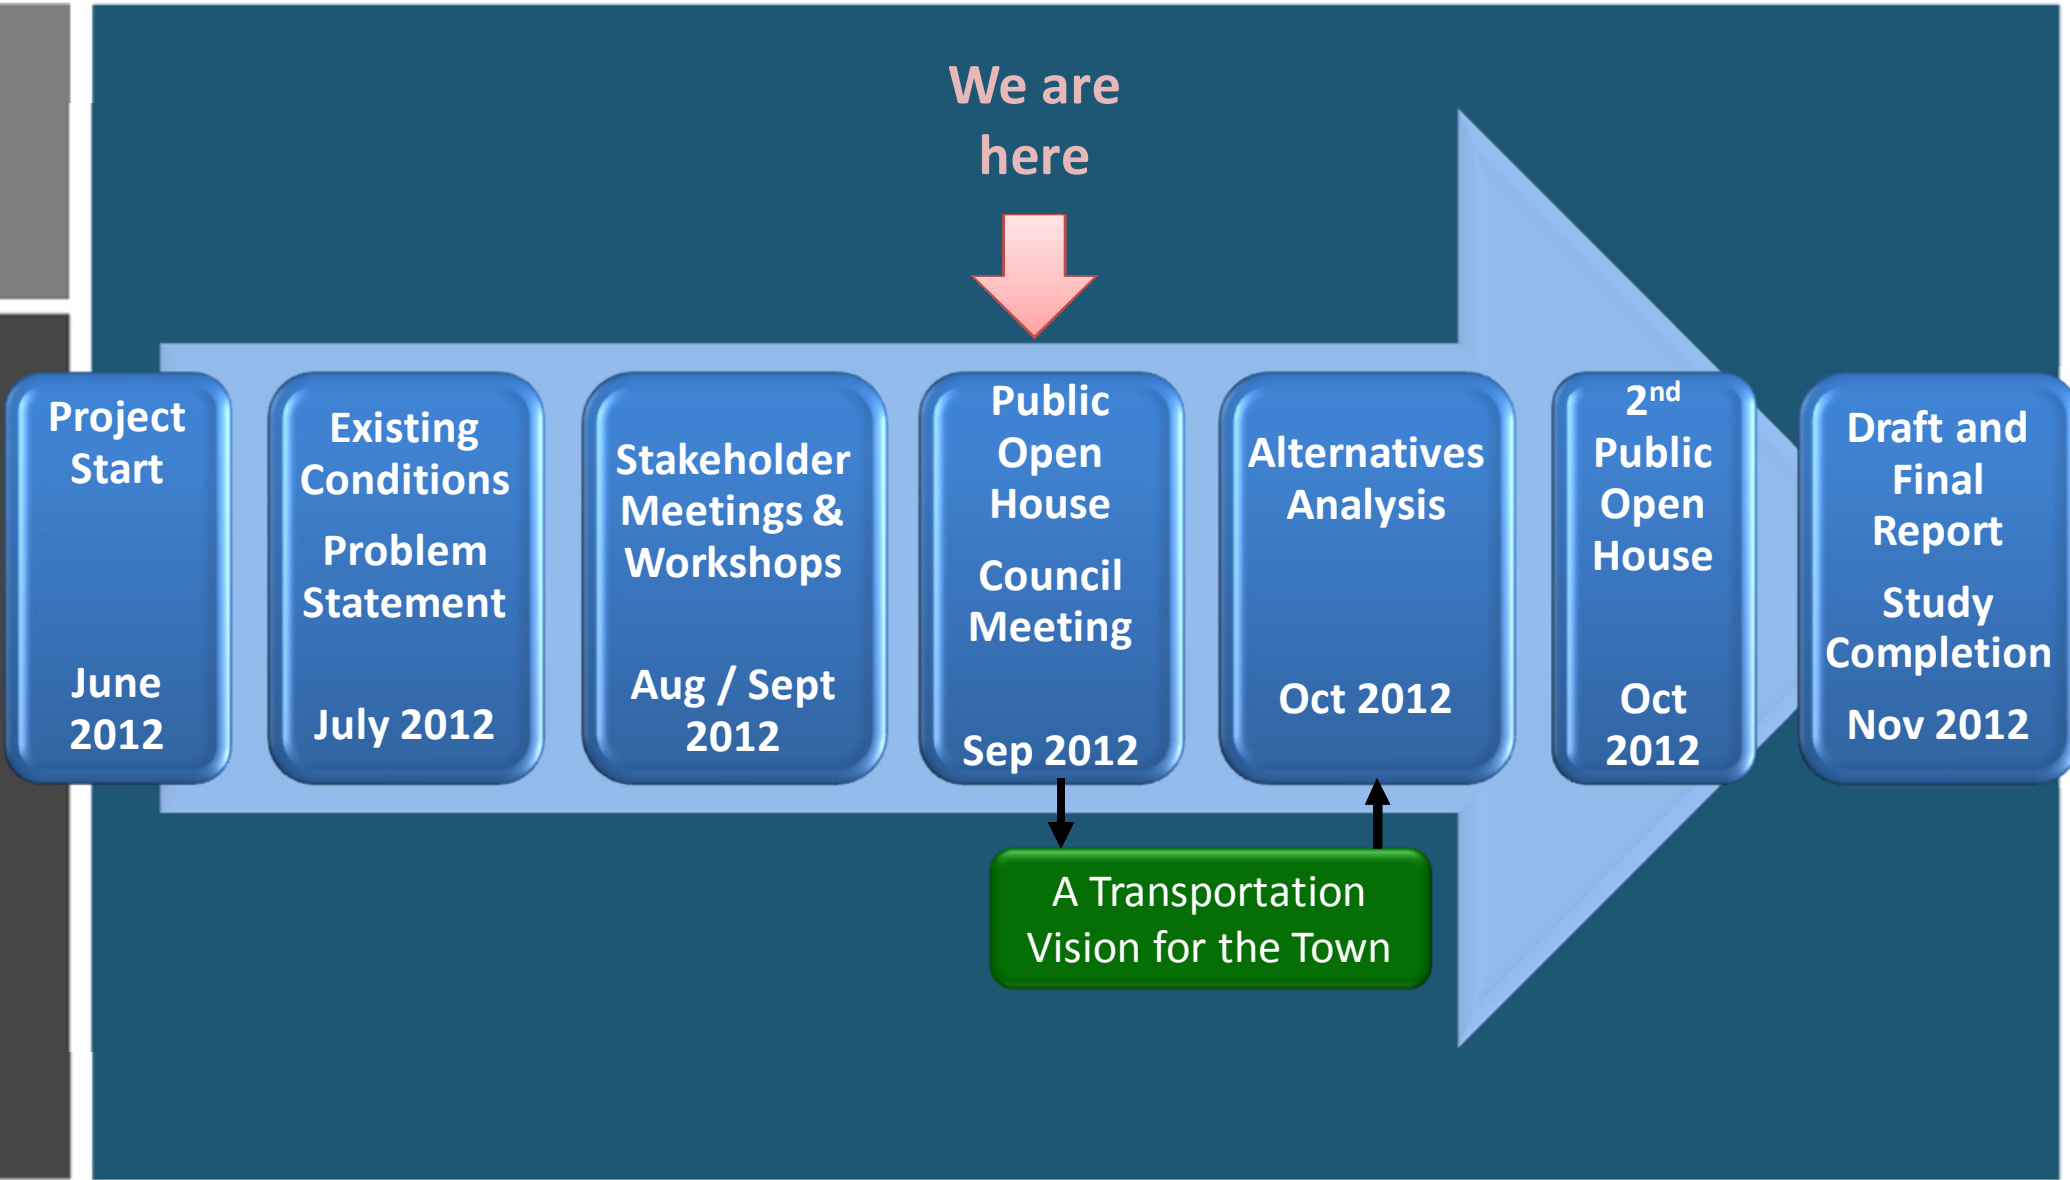 We are
here
Project
Start
June
2012
Existing
Conditions
Problem
Statement
July 2012
Stakeholder
Meetings &
Workshops
Aug / Sept
2012
Public
Open
House
Council
Meeting
Sep 2012
Alternatives
Analysis
Oct 2012
2nd
Public
Open
House
Oct
2012
Draft and
Final
Report
Study
Completion
Nov 2012
A Transportation
Vision for the Town